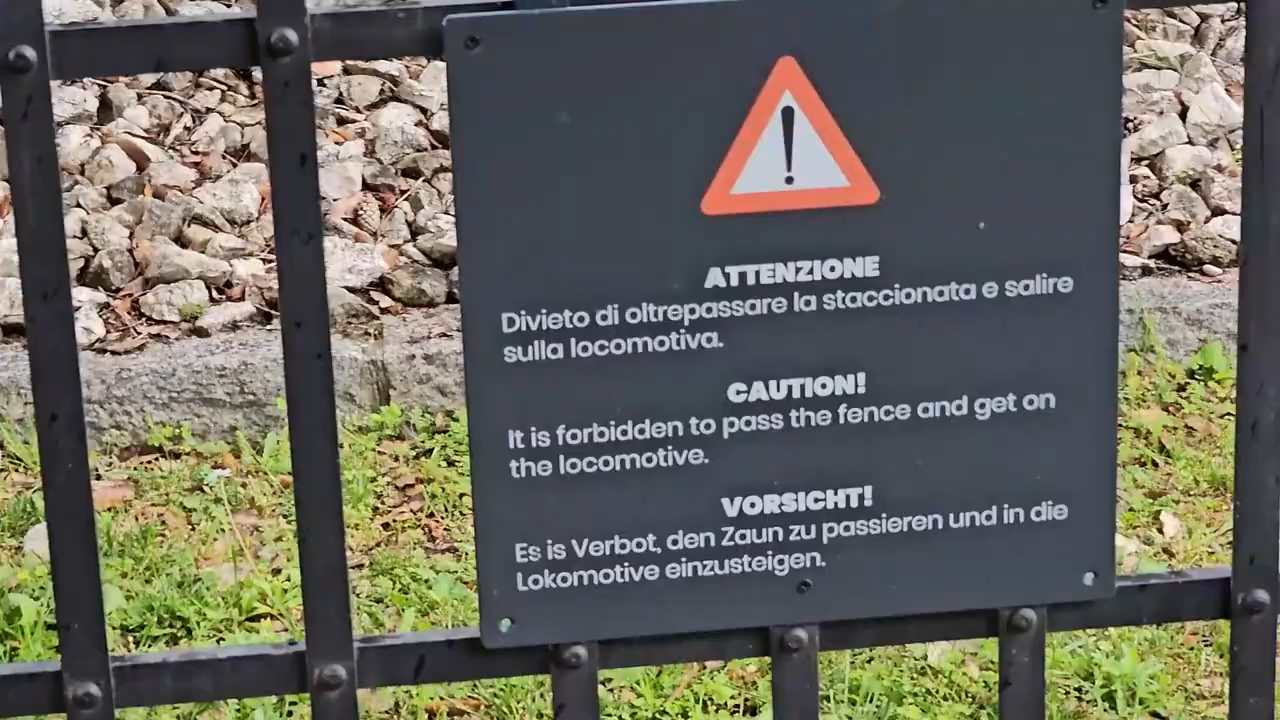 ATTENZIONE
Divieto di oltrepassare la staccionata e salire
sulla locomotiva.
CAUTION!
It is forbidden to pass the fence and get on
the locomotive.
VORSICHT!
Es is Verbot, den Zaun zu passieren und in die
Lokomotive einzusteigen.